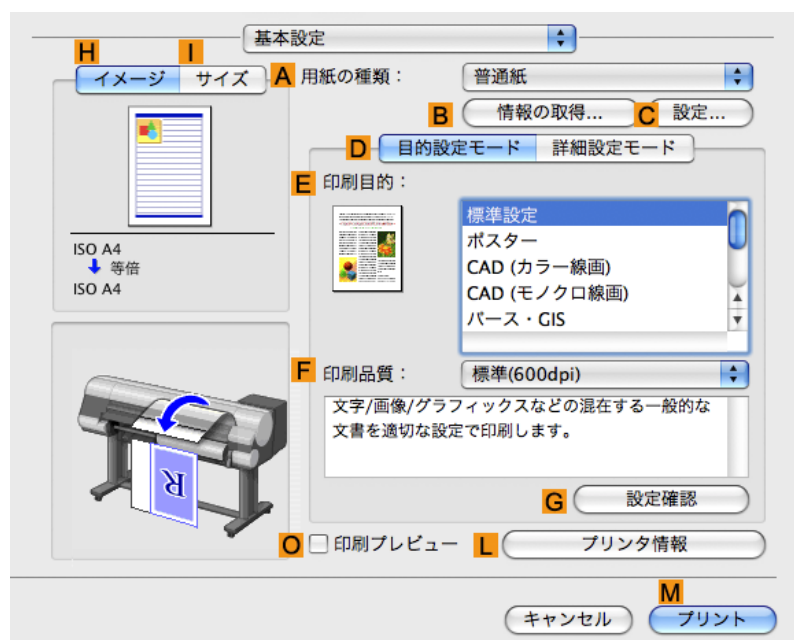 基本設定
H
I
イメージ サイズ
A 用紙の種類： 普通紙
B 情報の取得...
C 設定...
ISO A4
等倍
ISO A4
D 目的設定モード 詳細設定モード
E 印刷目的：
標準設定
ポスター
CAD (カラー線画)
CAD (モノクロ線画)
パース・GIS
R
F 印刷品質： 標準(600dpi)
文字/画像/グラフィックスなどの混在する一般的な
文書を適切な設定で印刷します。
G 設定確認
O 印刷プレビュー L プリンタ情報
M
キャンセル プリント